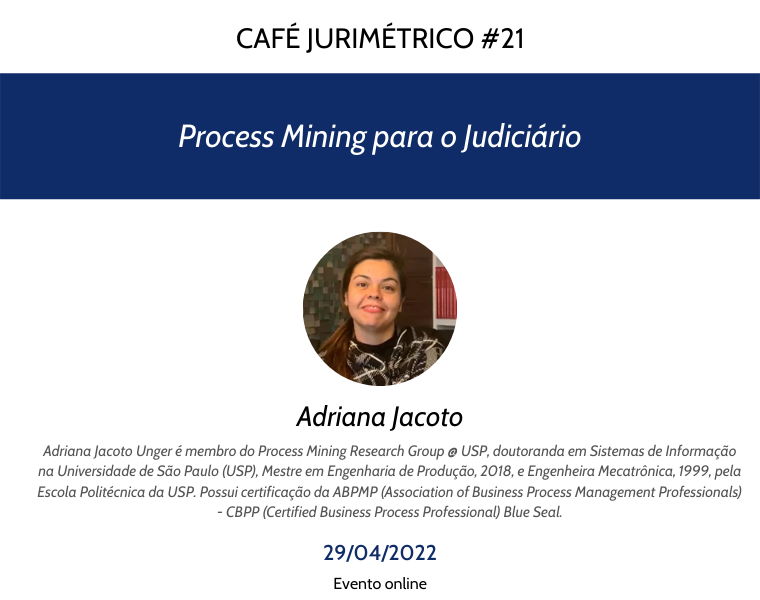 CAFÉ JURIMÉTRICO #21
Process Mining para o Judiciário
Adriana Jacoto
Adriana Jacoto Unger é membro do Process Mining Research Group @ USP, doutoranda em Sistemas de Informação
na Universidade de São Paulo (USP), Mestre em Engenharia de Produção, 2018, e Engenheira Mecatrônica, 1999, pela
Escola Politécnica da USP. Possui certificação da ABPMP (Association of Business Process Management Professionals)
- CBPP (Certified Business Process Professional) Blue Seal.
29/04/2022
Evento online